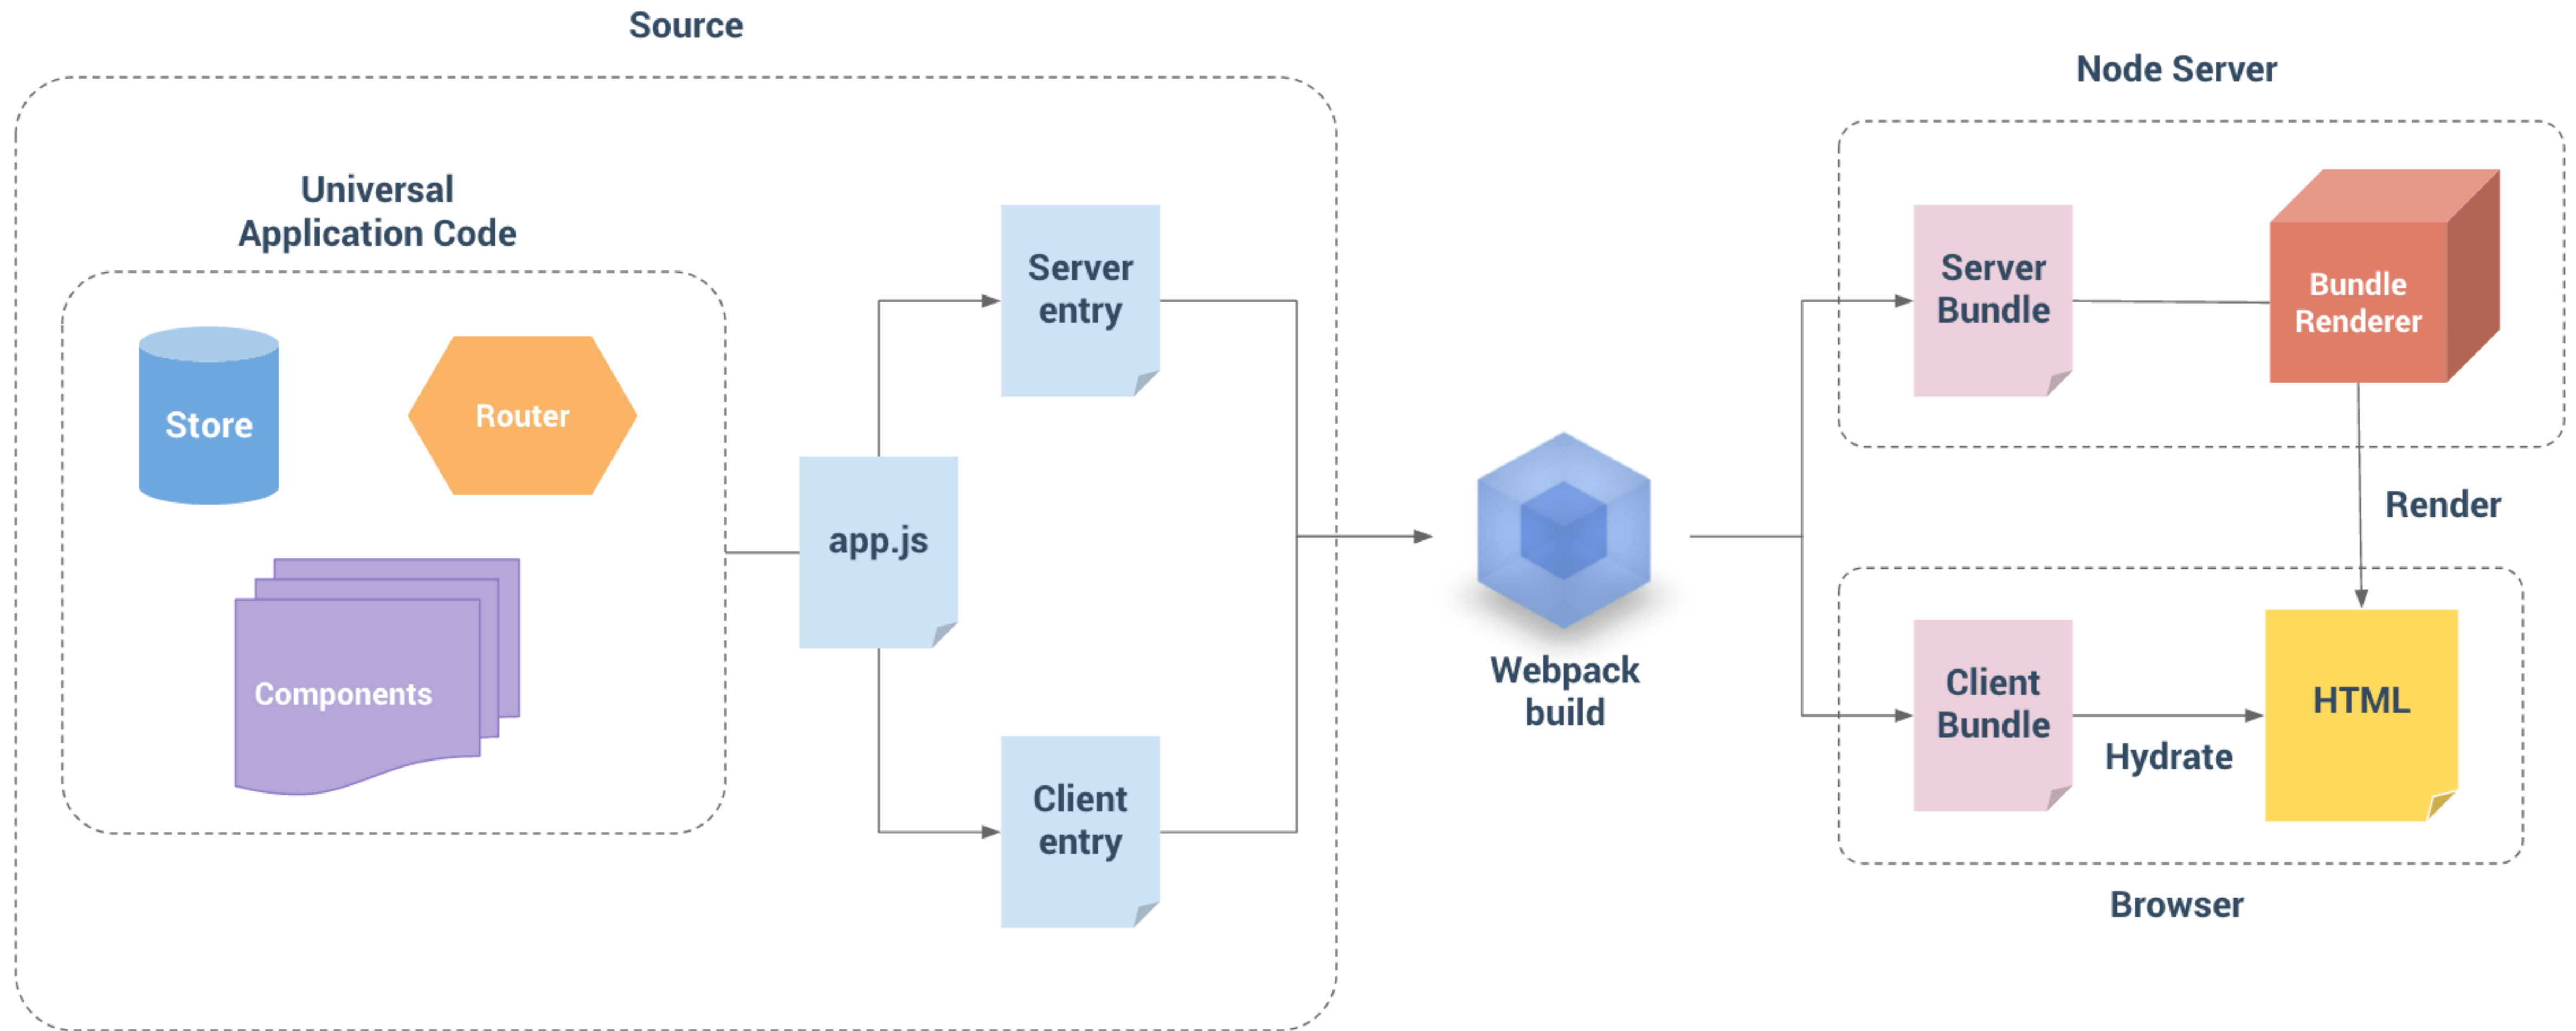 Source
Universal
Application Code
Store
Router
Components
app.js
Server
entry
Client
entry
Webpack
build
Node Server
Server
Bundle
Bundle
Renderer
Render
Client
Bundle
Hydrate
HTML
Browser